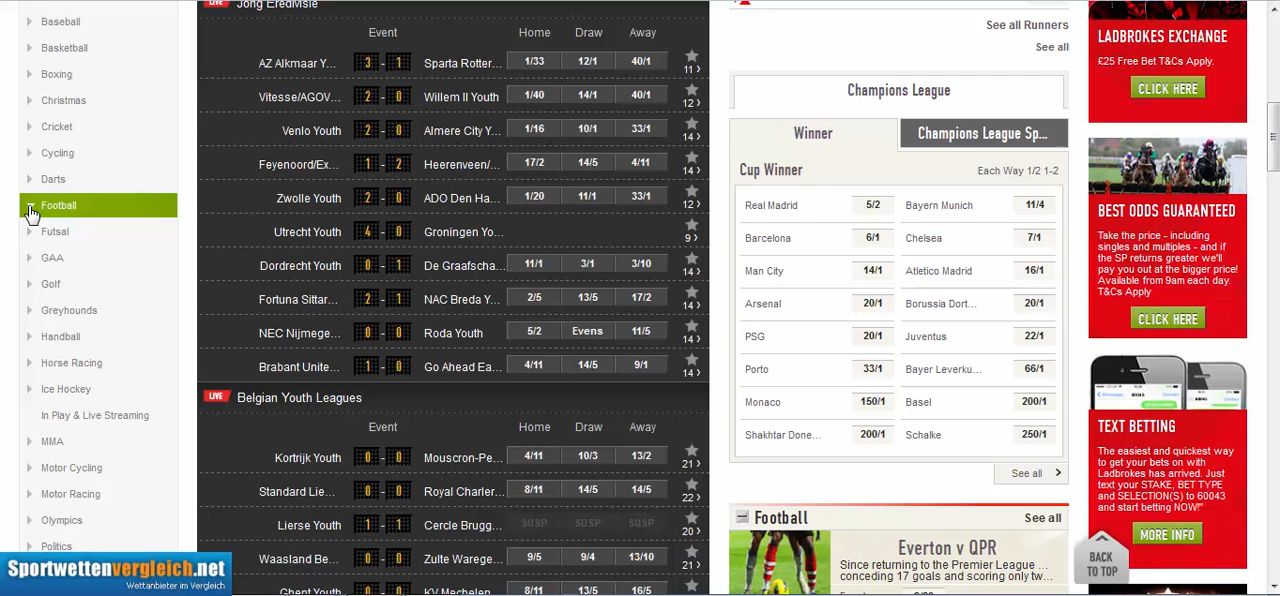 Baseball
Basketball
Boxing
Christmas
Cricket
Cycling
Darts
Football
Futsal
GAA
Golf
Greyhounds
Handball
Horse Racing
Ice Hockey
In Play & Live Streaming
MMA
Motor Cycling
Motor Racing
Olympics
Politics
Sportwettenvergleich.net
Wettanbieter im Vergleich
LIVE Jong Eredivisie
Event Home Draw Away
AZ Alkmaar Y... 3 - 1 Sparta Rotter... 1/33 12/1 40/1 11 >
Vitesse/AGOV... 2 - 0 Willem II Youth 1/40 14/1 40/1 12 >
Venlo Youth 2 - 0 Almere City Y... 1/16 10/1 33/1 14 >
Feyenoord/Ex... 1 - 2 Heerenveen/... 17/2 14/5 4/11 14 >
Zwolle Youth 2 - 0 ADO Den Ha... 1/20 11/1 33/1 12 >
Utrecht Youth 4 - 0 Groningen Yo... 9 >
Dordrecht Youth 0 - 1 De Graafscha... 11/1 3/1 3/10 14 >
Fortuna Sittar... 2 - 1 NAC Breda Y... 2/5 13/5 17/2 14 >
NEC Nijmege... 0 - 0 Roda Youth 5/2 Evens 11/5 14 >
Brabant Unite... 1 - 0 Go Ahead Ea... 4/11 14/5 9/1 14 >
LIVE Belgian Youth Leagues
Event Home Draw Away
Kortrijk Youth 0 - 0 Mouscron-Pe... 4/11 10/3 13/2 21 >
Standard Lie... 0 - 0 Royal Charler... 8/11 14/5 14/5 22 >
Lierse Youth 1 - 1 Cercle Brugg... SUSP SUSP SUSP 20 >
Waasland Be... 0 - 0 Zulte Warege... 9/5 9/4 13/10 21 >
Ghent Youth 0 - 0 KV Mechelen 8/11 13/5 16/5
See all Runners
See all
Champions League
Winner Champions League Sp...
Cup Winner Each Way 1/2 1-2
Real Madrid 5/2 Bayern Munich 11/4
Barcelona 6/1 Chelsea 7/1
Man City 14/1 Atletico Madrid 16/1
Arsenal 20/1 Borussia Dort... 20/1
PSG 20/1 Juventus 22/1
Porto 33/1 Bayer Leverku... 66/1
Monaco 150/1 Basel 200/1
Shakhtar Done... 200/1 Schalke 250/1
See all >
Football See all
Everton v QPR
Since returning to the Premier League ...
conceding 17 goals and scoring only tw...
LADBROKES EXCHANGE
£25 Free Bet T&Cs Apply.
CLICK HERE
BEST ODDS GUARANTEED
Take the price - including
singles and multiples - and if
the SP returns greater we'll
pay you out at the bigger price!
Available from 9am each day.
T&Cs Apply
CLICK HERE
TEXT BETTING
The easiest and quickest way
to get your bets on with
Ladbrokes has arrived. Just
text your STAKE, BET TYPE
and SELECTION(S) to 60043
and start betting NOW!"
MORE INFO
BACK
TO TOP